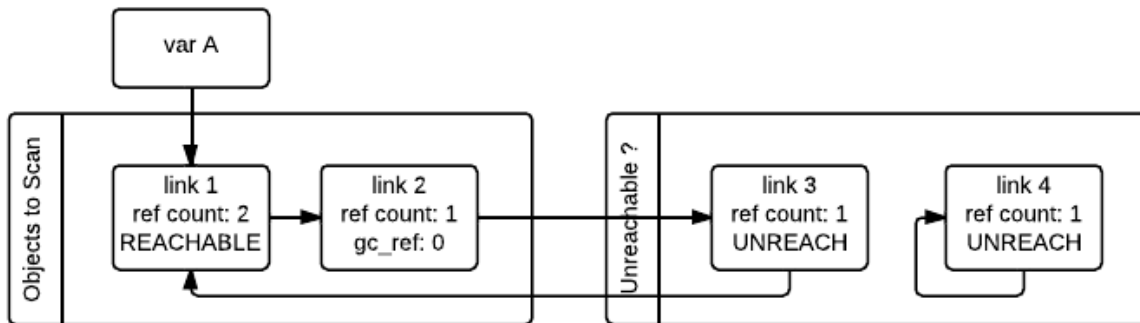 var A
Objects to Scan
link 1
ref count: 2
REACHABLE
link 2
ref count: 1
gc_ref: 0
Unreachable ?
link 3
ref count: 1
UNREACH
link 4
ref count: 1
UNREACH